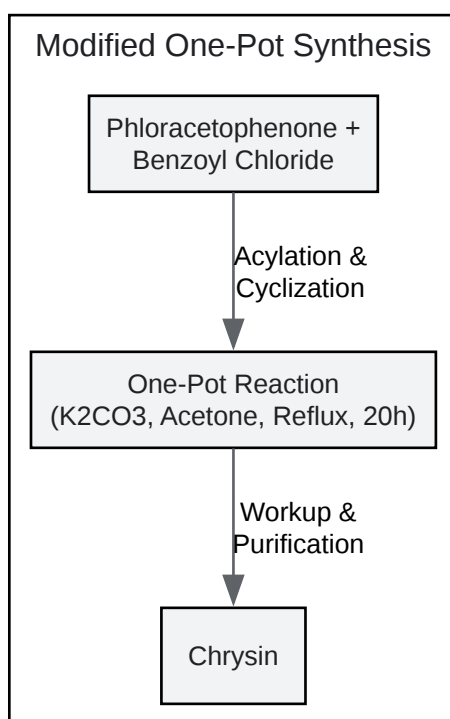 Modified One-Pot Synthesis
Phloracetophenone +
Benzoyl Chloride
Acylation &
Cyclization
One-Pot Reaction
(K2CO3, Acetone, Reflux, 20h)
Workup &
Purification
Chrysin